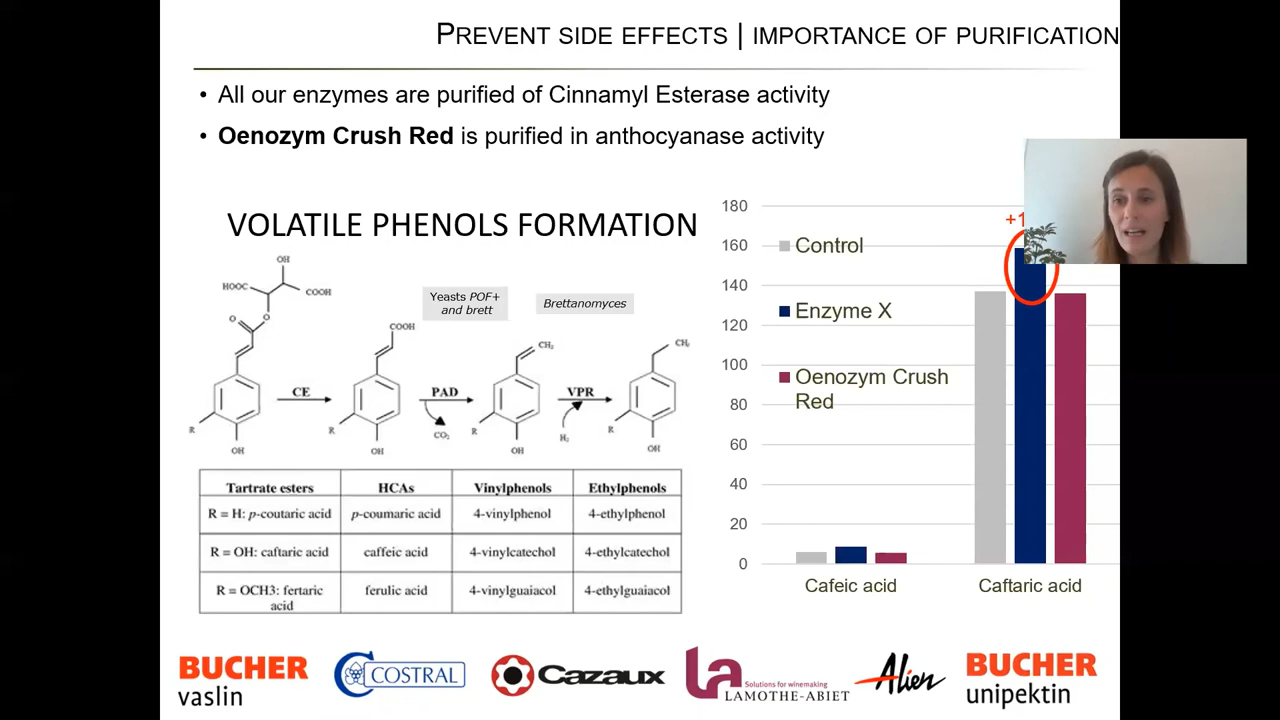 PREVENT SIDE EFFECTS | IMPORTANCE OF PURIFICATION
• All our enzymes are purified of Cinnamyl Esterase activity
• Oenozym Crush Red is purified in anthocyanase activity
VOLATILE PHENOLS FORMATION
OH
HOOC
COOH
O
O
R
OH
CE
COOH
R
OH
Yeasts POF+
and brett
PAD
CO2
CH2
R
OH
Brettanomyces
VPR
H2
R
OH
Tartrate esters HCAs Vinylphenols Ethylphenols
R = H: p-coutaric acid p-coumaric acid 4-vinylphenol 4-ethylphenol
R = OH: caftaric acid caffeic acid 4-vinylcatechol 4-ethylcatechol
R = OCH3: fertaric ferulic acid 4-vinylguaiacol 4-ethylguaiacol
acid
180
160
140
120
100
80
60
40
20
0
Control
Enzyme X
Oenozym Crush
Red
Cafeic acid
Caftaric acid
BUCHER
vaslin
COSTRAL
Cazaux
la
Solutions for winemaking
LAMOTHE-ABIET
Alien
BUCHER
unipektin